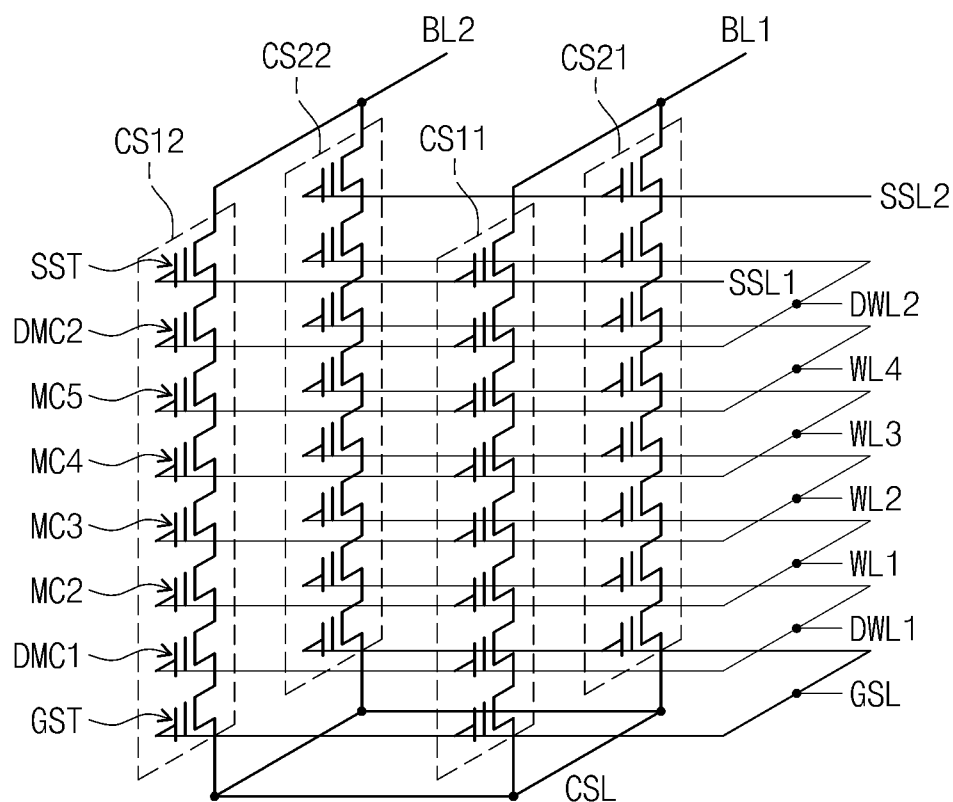 BL2
BL1
CS22
CS21
CS12
CS11
SSL2
SST
SSL1
DMC2
DWL2
MC5
WL4
MC4
WL3
MC3
WL2
MC2
WL1
DMC1
DWL1
GST
GSL
CSL